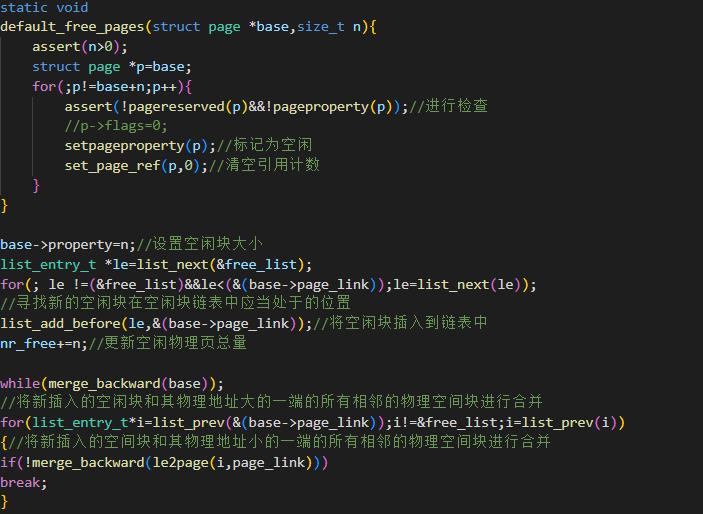 static void
default_free_pages(struct page *base,size_t n){
    assert(n>0);
    struct page *p=base;
    for(;p!=base+n;p++){
        assert(!pagereserved(p)&&!pageproperty(p));//进行检查
        //p->flags=0;
        setpageproperty(p);//标记为空闲
        set_page_ref(p,0);//清空引用计数
    }
}

base->property=n;//设置空闲块大小
list_entry_t *le=list_next(&free_list);
for(; le !=(&free_list)&&le<(&(base->page_link));le=list_next(le));
//寻找新的空闲块在空闲块链表中应当处于的位置
list_add_before(le,&(base->page_link));//将空闲块插入到链表中
nr_free+=n;//更新空闲物理页总量

while(merge_backward(base));
//将新插入的空闲块和其物理地址大的一端的所有相邻的物理空间块进行合并
for(list_entry_t*i=list_prev(&(base->page_link));i!=&free_list;i=list_prev(i))
{//将新插入的空间块和其物理地址小的一端的所有相邻的物理空间块进行合并
if(!merge_backward(le2page(i,page_link)))
break;
}